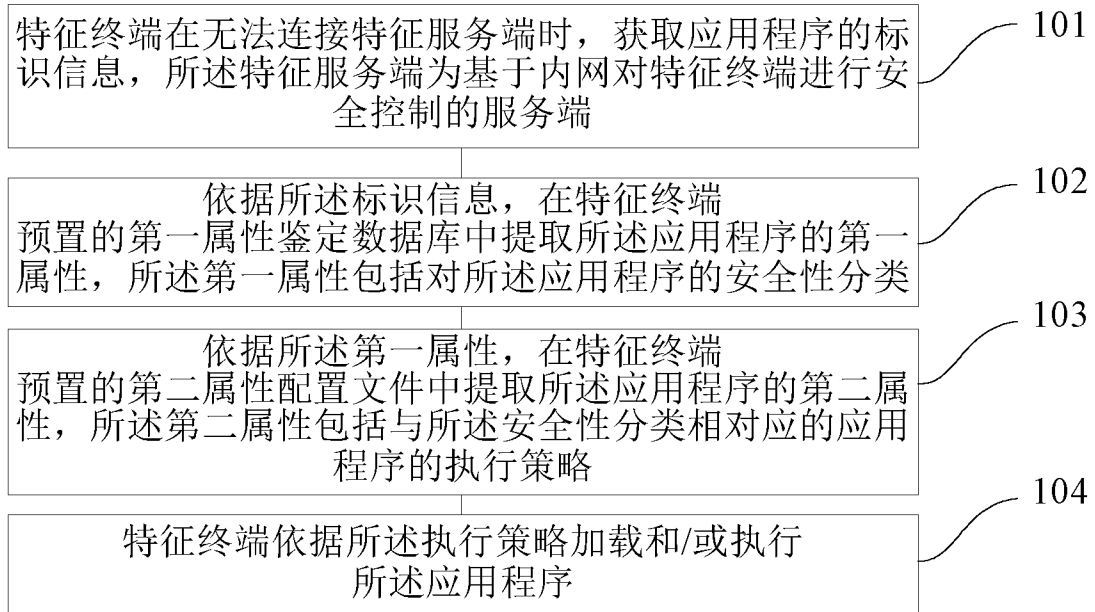 特征终端在无法连接特征服务端时，获取应用程序的标
识信息，所述特征服务端为基于内网对特征终端进行安
全控制的服务端
101
依据所述标识信息，在特征终端
预置的第一属性鉴定数据库中提取所述应用程序的第一
属性，所述第一属性包括对所述应用程序的安全性分类
102
依据所述第一属性，在特征终端
预置的第二属性配置文件中提取所述应用程序的第二属
性，所述第二属性包括与所述安全性分类相对应的应用
程序的执行策略
103
特征终端依据所述执行策略加载和/或执行
所述应用程序
104